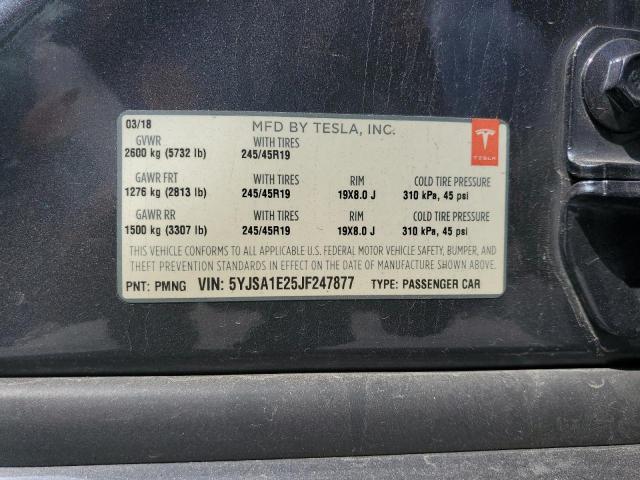 03/18 MFD BY TESLA, INC.
GVWR WITH TIRES
2600 kg (5732 lb) 245/45R19
TESLA
GAWR FRT WITH TIRES RIM COLD TIRE PRESSURE
1276 kg (2813 lb) 245/45R19 19X8.0 J 310 kPa, 45 psi
GAWR RR WITH TIRES RIM COLD TIRE PRESSURE
1500 kg (3307 lb) 245/45R19 19X8.0 J 310 kPa, 45 psi
THIS VEHICLE CONFORMS TO ALL APPLICABLE U.S. FEDERAL MOTOR VEHICLE SAFETY, BUMPER, AND
THEFT PREVENTION STANDARDS IN EFFECT ON THE DATE OF MANUFACTURE SHOWN ABOVE.
PNT: PMNG VIN: 5YJSA1E25JF247877 TYPE: PASSENGER CAR